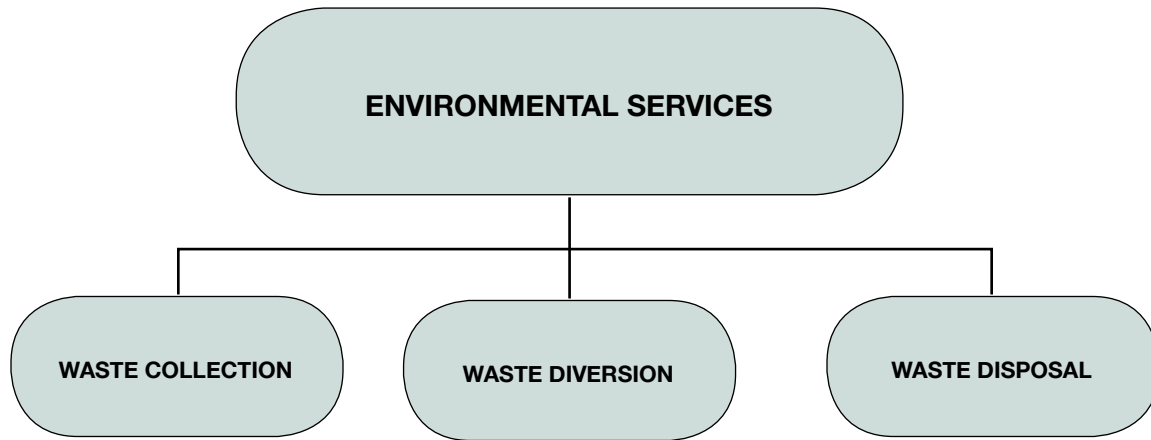 ENVIRONMENTAL SERVICES
WASTE COLLECTION
WASTE DIVERSION
WASTE DISPOSAL